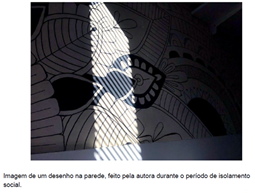 Imagem de um desenho na parede, feito pela autora durante o período de isolamento
social.